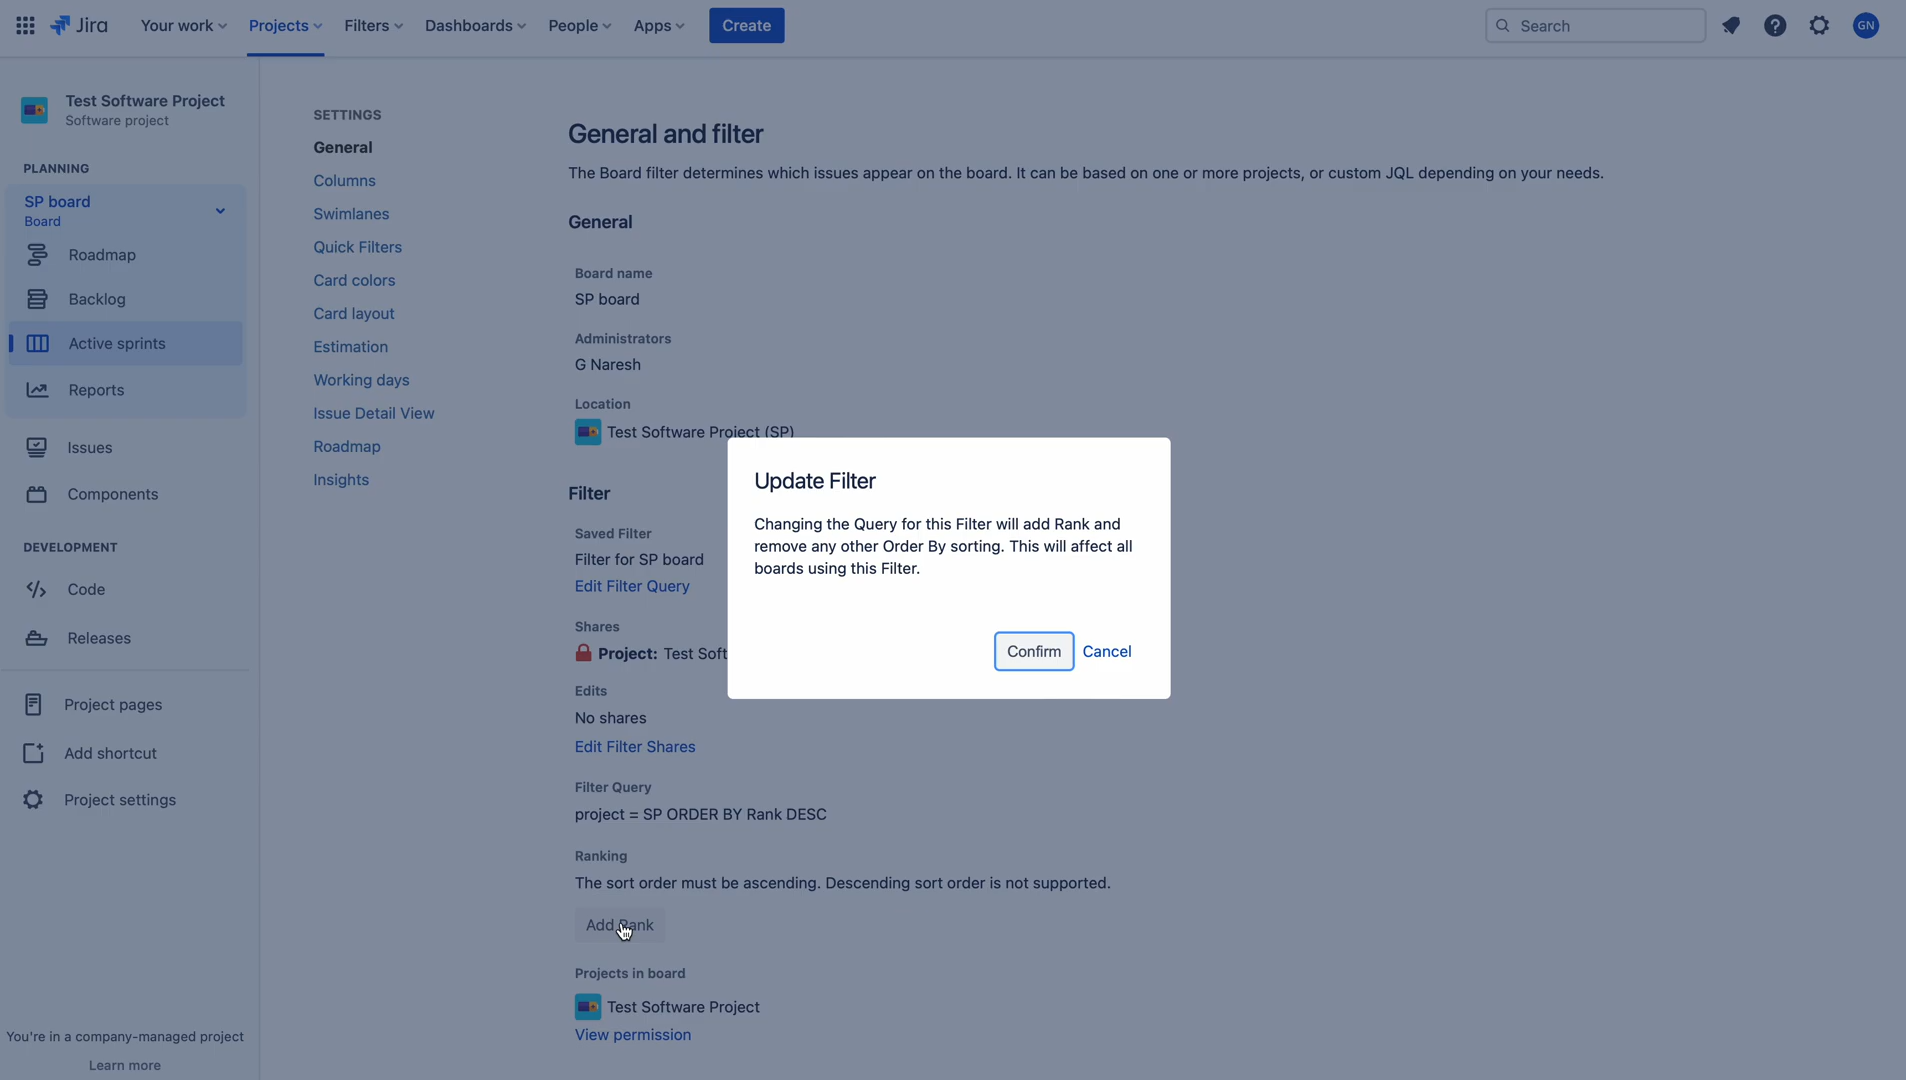 Jira
Your work
Projects
Filters
Dashboards
People
Apps
Create
Search
GN
Test Software Project
Software project
PLANNING
SP board
Board
Roadmap
Backlog
Active sprints
Reports
Issues
Components
DEVELOPMENT
Code
Releases
Project pages
Add shortcut
Project settings
You're in a company-managed project
Learn more
SETTINGS
General
Columns
Swimlanes
Quick Filters
Card colors
Card layout
Estimation
Working days
Issue Detail View
Roadmap
Insights
General and filter
The Board filter determines which issues appear on the board. It can be based on one or more projects, or custom JQL depending on your needs.
General
Board name
SP board
Administrators
G Naresh
Location
Test Software Project (SP)
Filter
Saved Filter
Filter for SP board
Edit Filter Query
Shares
Project: Test Soft
Edits
No shares
Edit Filter Shares
Filter Query
project = SP ORDER BY Rank DESC
Ranking
The sort order must be ascending. Descending sort order is not supported.
Add Rank
Projects in board
Test Software Project
View permission
Update Filter
Changing the Query for this Filter will add Rank and
remove any other Order By sorting. This will affect all
boards using this Filter.
Confirm
Cancel